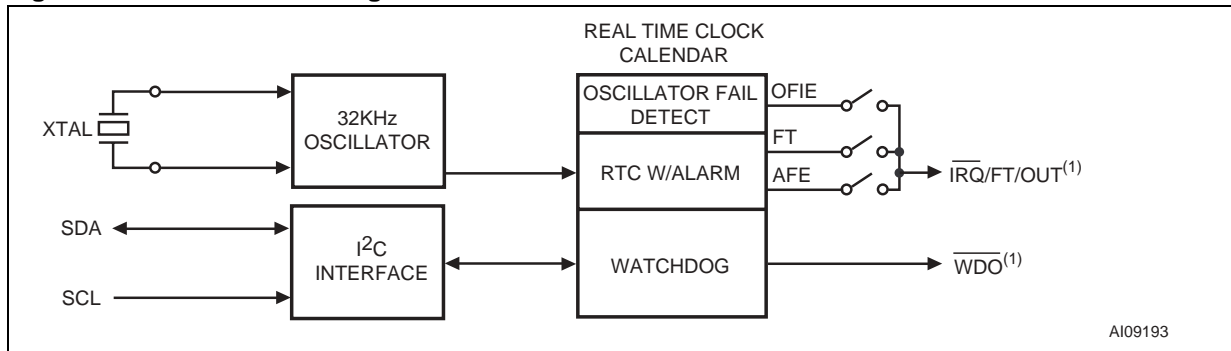 REAL TIME CLOCK
CALENDAR
XTAL
32KHz
OSCILLATOR
OSCILLATOR FAIL
DETECT
OFIE
FT
RTC W/ALARM
AFE
IRQ/FT/OUT(1)
SDA
SCL
I2C
INTERFACE
WATCHDOG
WDO(1)
AI09193